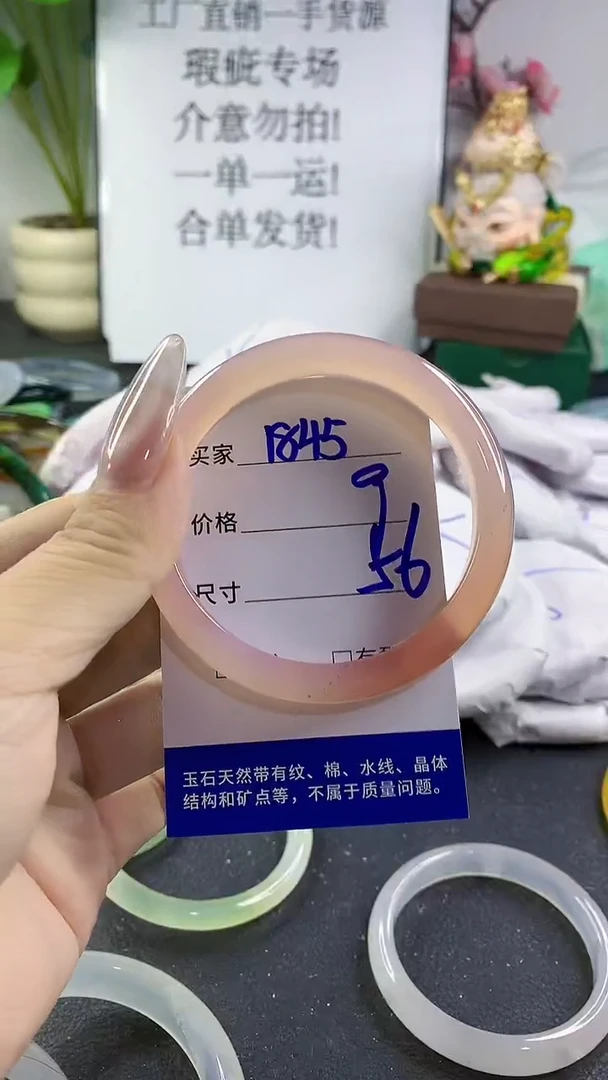 工厂直销一手货源
瑕疵专场
介意勿拍!
一单一运!
合单发货!
买家 1845
价格 9
尺寸 56
玉石天然带有纹、棉、水线、晶体
结构和矿点等，不属于质量问题。